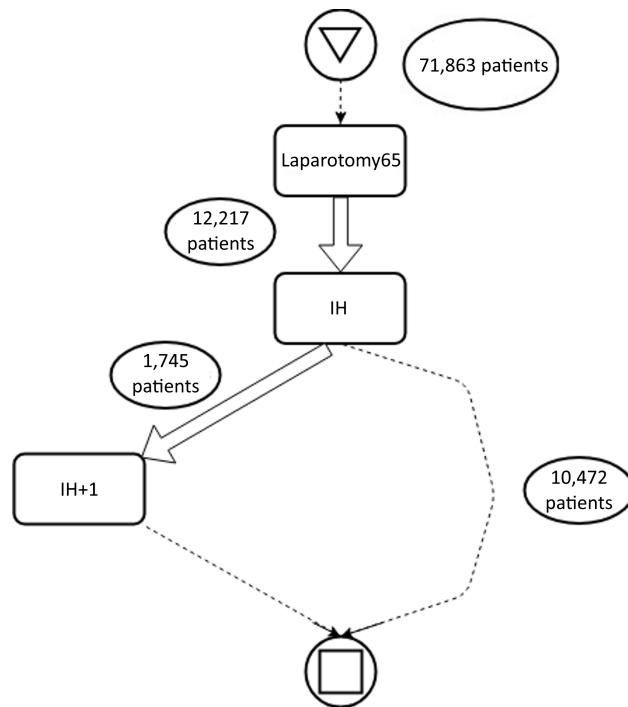 71,863 patients
Laparotomy65
12,217
patients
IH
1,745
patients
IH+1
10,472
patients